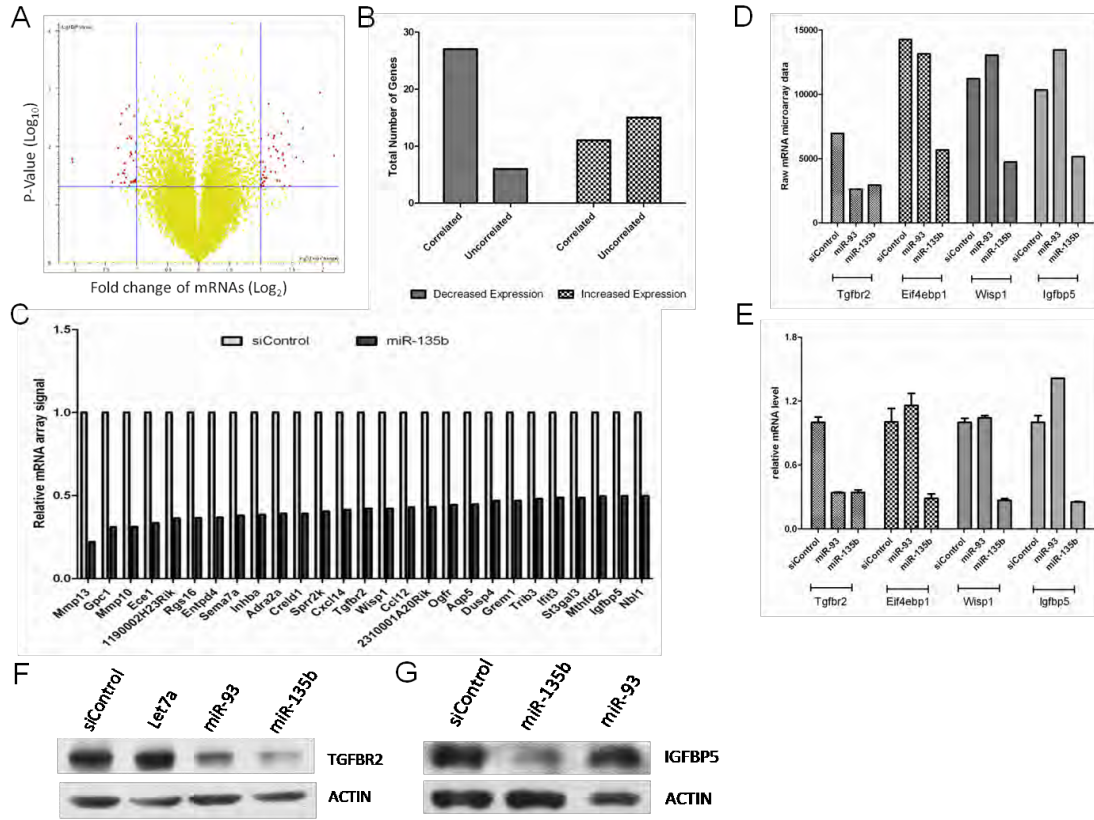 A
P-Value (Log10)
4
Fold change of mRNAs (Log2)
B
Total Number of Genes
30
20
10
0
Correlated
Uncorrelated
Correlated
Uncorrelated
Decreased Expression
Increased Expression
C
Relative mRNA array signal
1.5
1.0
0.5
0.0
siControl
miR-135b
Mmp13
Gpc1
Mmp10
Ece1
1190002H23Rik
Rgs16
Entpd4
Sema7a
Inhba
Adra2a
Creld1
Sprr2k
Cxcl14
Tgfbr2
Wisp1
Ccl12
2310001A20Rik
Ogfr
Aqp5
Dusp4
Grem1
Trib3
Ifit3
St3gal3
Mthfd2
Igfbp5
Nbl1
D
Raw mRNA microarray data
15000
10000
5000
0
siControl
miR-93
miR-135b
siControl
miR-93
miR-135b
siControl
miR-93
miR-135b
siControl
miR-93
miR-135b
Tgfbr2
Eif4ebp1
Wisp1
Igfbp5
E
relative mRNA level
1.8
1.2
0.6
0.0
siControl
miR-93
miR-135b
siControl
miR-93
miR-135b
siControl
miR-93
miR-135b
siControl
miR-93
miR-135b
Tgfbr2
Eif4ebp1
Wisp1
Igfbp5
F
siControl
Let7a
miR-93
miR-135b
TGFBR2
ACTIN
G
siControl
miR-135b
miR-93
IGFBP5
ACTIN